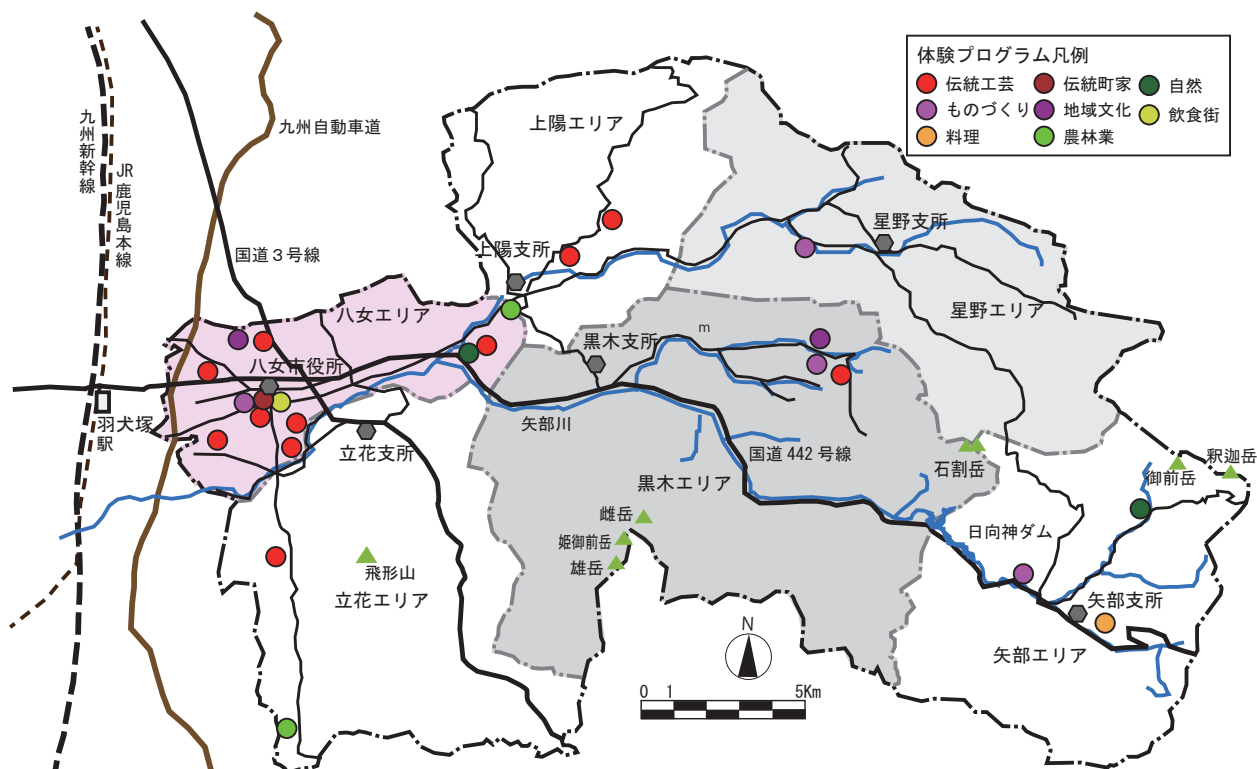 体験プログラム凡例
伝統工芸
伝統町家
自然
ものづくり
地域文化
飲食街
料理
農林業
九州新幹線
JR鹿児島本線
九州自動車道
国道3号線
上陽エリア
上陽支所
星野支所
星野エリア
八女エリア
八女市役所
黒木支所
m
羽犬塚駅
立花支所
矢部川
国道442号線
黒木エリア
石割岳
御前岳
釈迦岳
雌岳
姫御前岳
雄岳
日向神ダム
飛形山
立花エリア
矢部支所
矢部エリア
N
0 1 5Km